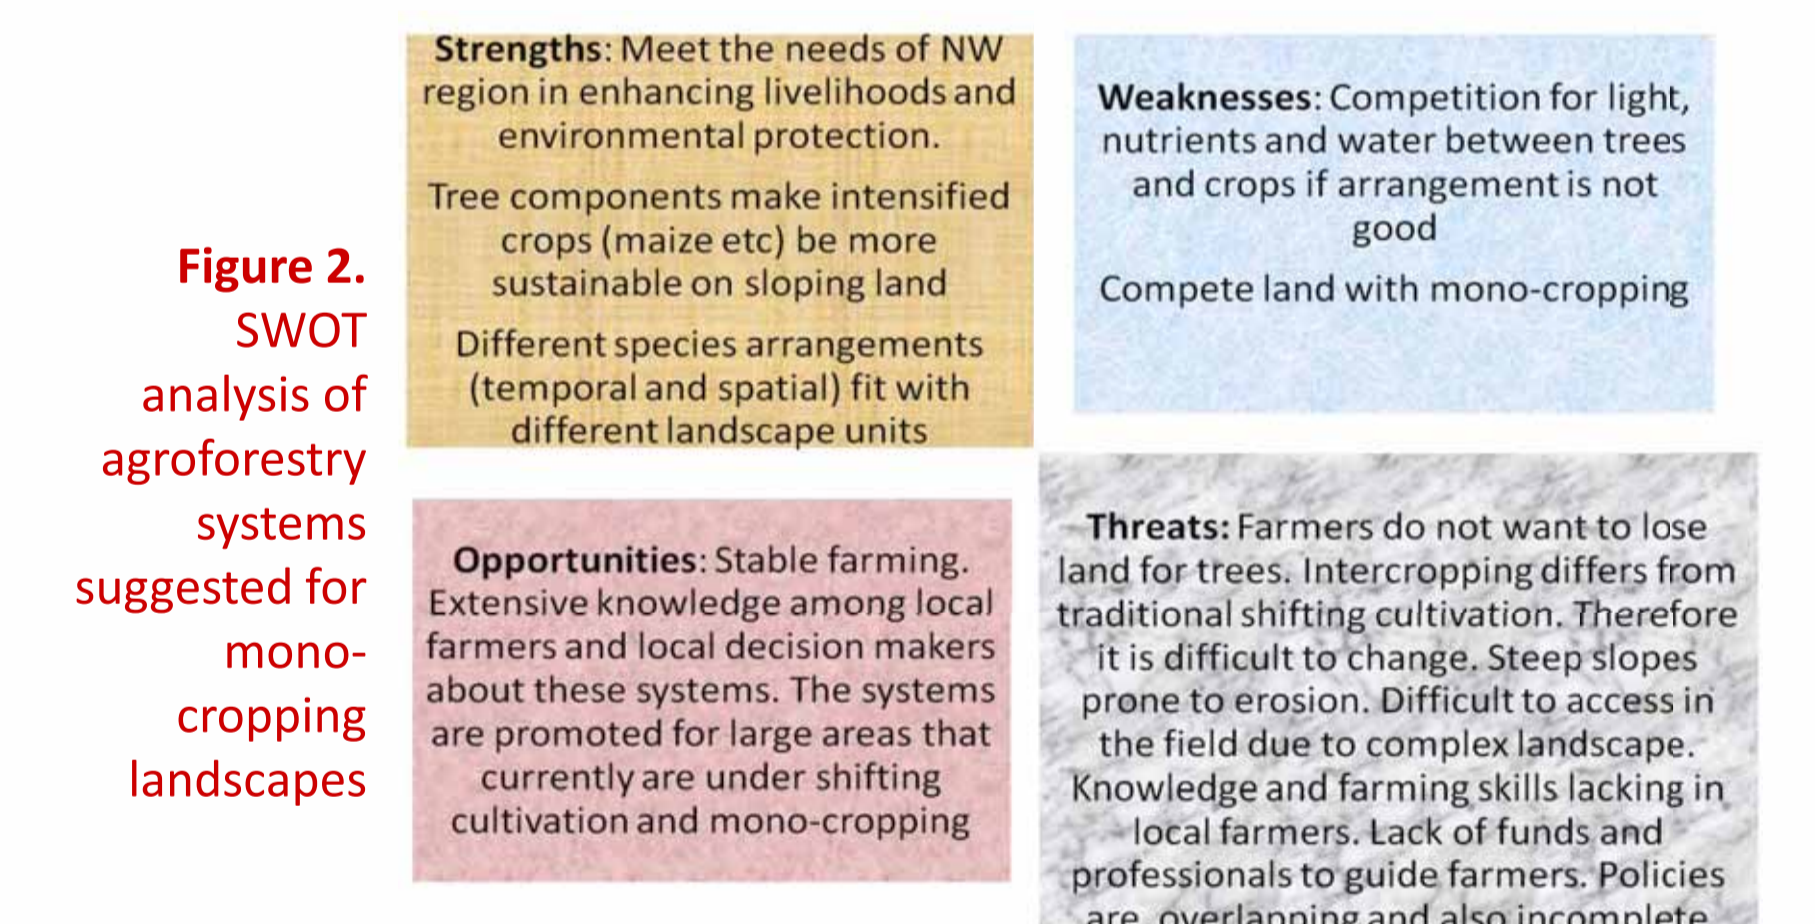 Figure 2.
SWOT
analysis of
agroforestry
systems
suggested for
mono-
cropping
landscapes
Strengths: Meet the needs of NW
region in enhancing livelihoods and
environmental protection.
Tree components make intensified
crops (maize etc) be more
sustainable on sloping land
Different species arrangements
(temporal and spatial) fit with
different landscape units
Weaknesses: Competition for light,
nutrients and water between trees
and crops if arrangement is not
good
Compete land with mono-cropping
Opportunities: Stable farming.
Extensive knowledge among local
farmers and local decision makers
about these systems. The systems
are promoted for large areas that
currently are under shifting
cultivation and mono-cropping
Threats: Farmers do not want to lose
land for trees. Intercropping differs from
traditional shifting cultivation. Therefore
it is difficult to change. Steep slopes
prone to erosion. Difficult to access in
the field due to complex landscape.
Knowledge and farming skills lacking in
local farmers. Lack of funds and
professionals to guide farmers. Policies
are overlapping and also incomplete